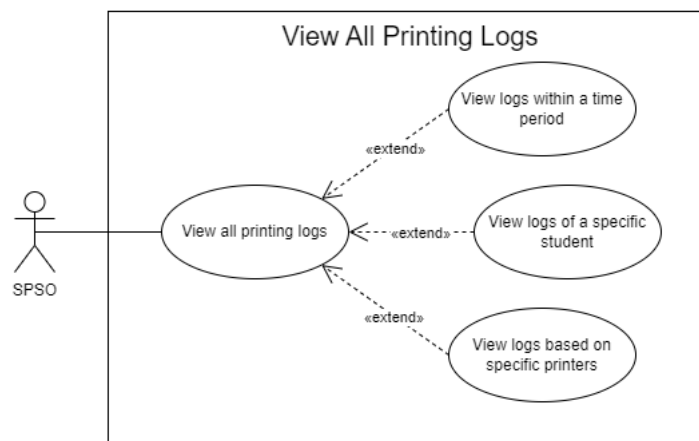 View All Printing Logs
View logs within a time
period
«extend»
View all printing logs
«extend»
View logs of a specific
student
SPSO
«extend»
View logs based on
specific printers